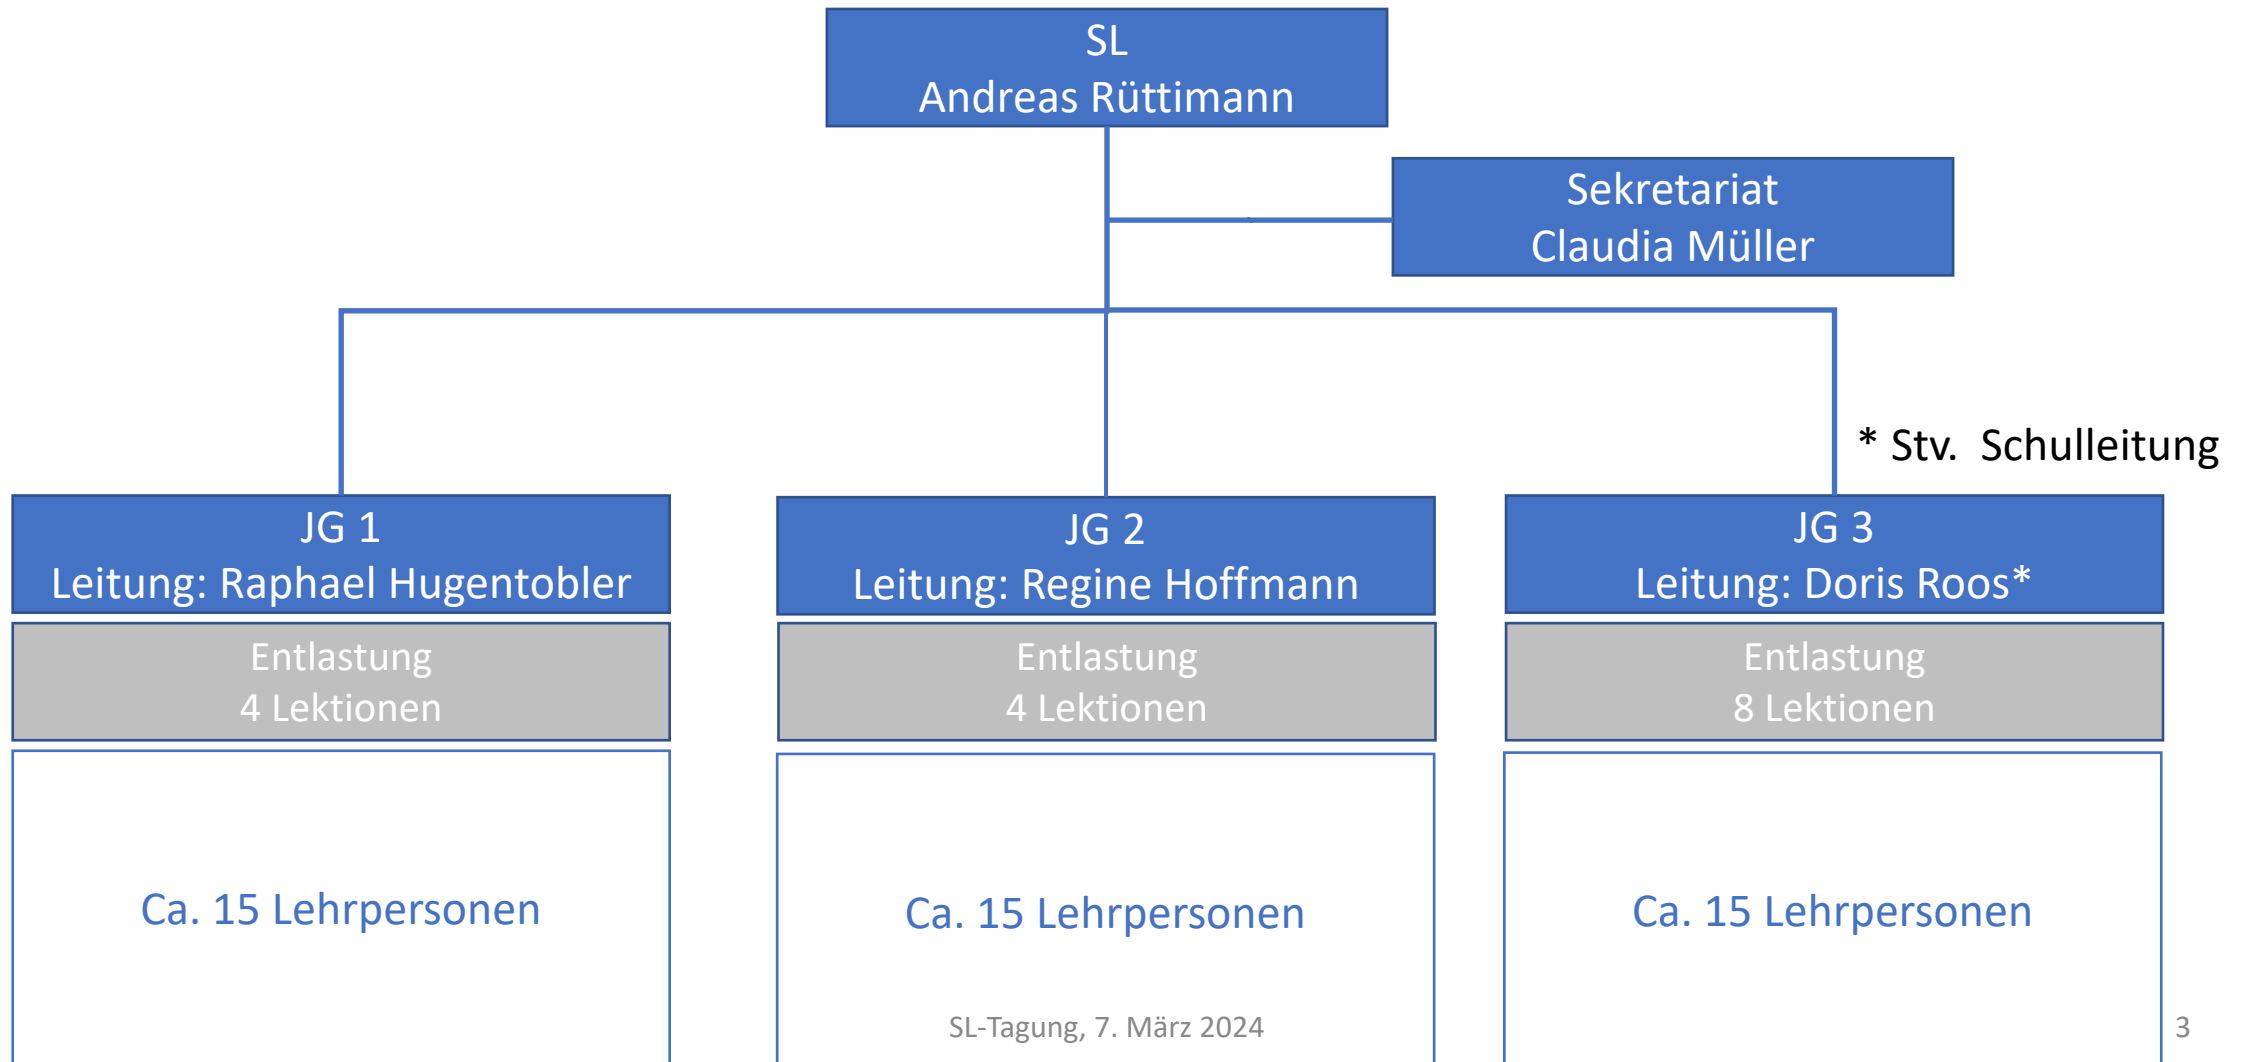 SL
Andreas Rüttimann
Sekretariat
Claudia Müller
* Stv.  Schulleitung
JG 1
Leitung: Raphael Hugentobler
Entlastung
4 Lektionen
Ca. 15 Lehrpersonen
JG 2
Leitung: Regine Hoffmann
Entlastung
4 Lektionen
Ca. 15 Lehrpersonen
JG 3
Leitung: Doris Roos*
Entlastung
8 Lektionen
Ca. 15 Lehrpersonen
SL-Tagung, 7. März 2024
3